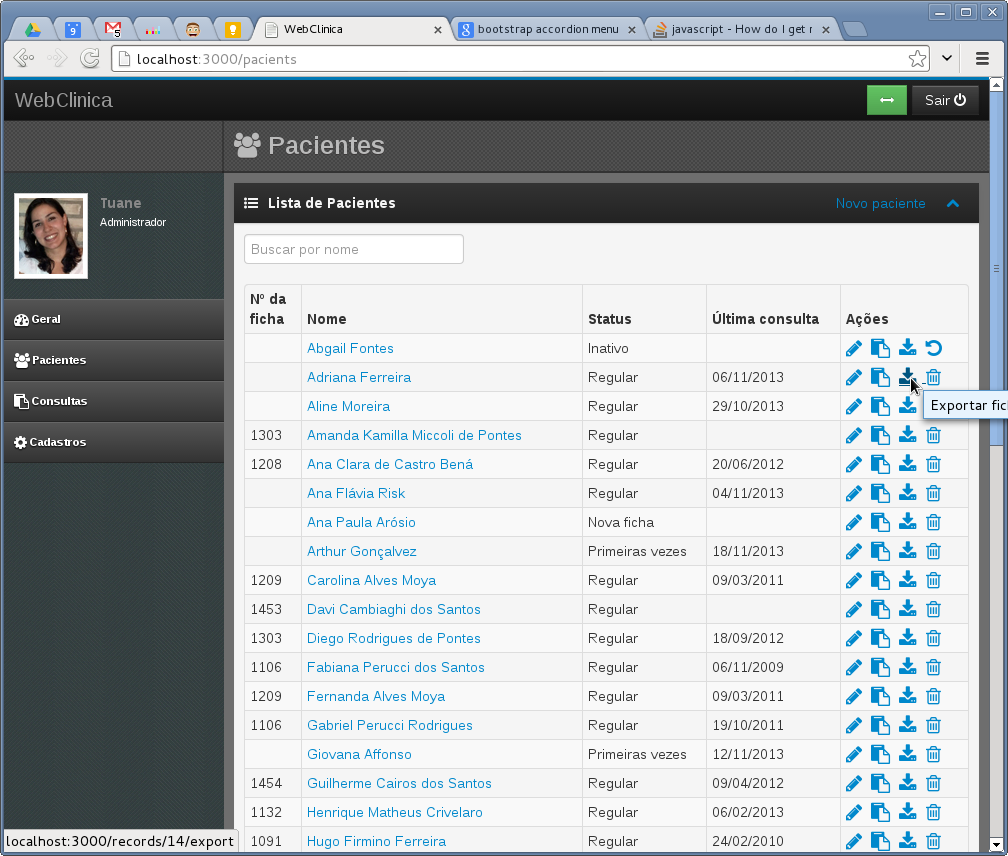 9
5
WebClinica
bootstrap accordion menu
javascript - How do I get r
localhost:3000/pacients
WebClinica
Sair
Pacientes
Tuane
Administrador
Geral
Pacientes
Consultas
Cadastros
Lista de Pacientes
Novo paciente
Buscar por nome
Nº da ficha Nome Status Última consulta Ações
Abgail Fontes Inativo
Adriana Ferreira Regular 06/11/2013
Aline Moreira Regular 29/10/2013
Exportar fic
1303 Amanda Kamilla Miccoli de Pontes Regular
1208 Ana Clara de Castro Bená Regular 20/06/2012
Ana Flávia Risk Regular 04/11/2013
Ana Paula Arósio Nova ficha
Arthur Gonçalvez Primeiras vezes 18/11/2013
1209 Carolina Alves Moya Regular 09/03/2011
1453 Davi Cambiaghi dos Santos Regular
1303 Diego Rodrigues de Pontes Regular 18/09/2012
1106 Fabiana Perucci dos Santos Regular 06/11/2009
1209 Fernanda Alves Moya Regular 09/03/2011
1106 Gabriel Perucci Rodrigues Regular 19/10/2011
Giovana Affonso Primeiras vezes 12/11/2013
1454 Guilherme Cairos dos Santos Regular 09/04/2012
1132 Henrique Matheus Crivelaro Regular 06/02/2013
1091 Hugo Firmino Ferreira Regular 24/02/2010
localhost:3000/records/14/export